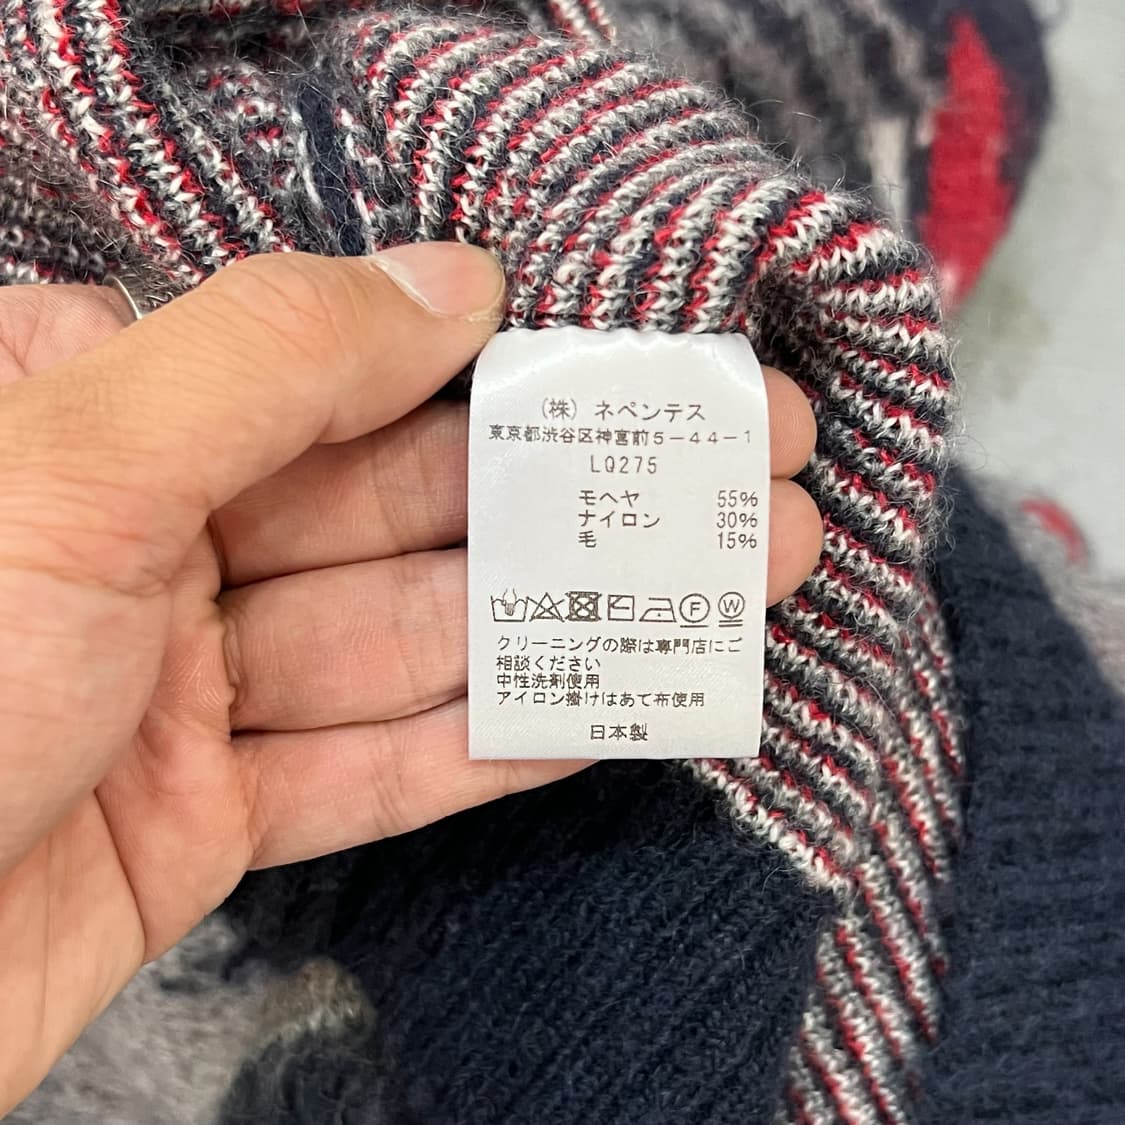 (株) ネペンテス
東京都渋谷区神宮前5-44-1
LQ275
モヘヤ 55%
ナイロン 30%
毛 15%
F W
クリーニングの際は専門店にご
相談ください
中性洗剤使用
アイロン掛けはあて布使用
日本製